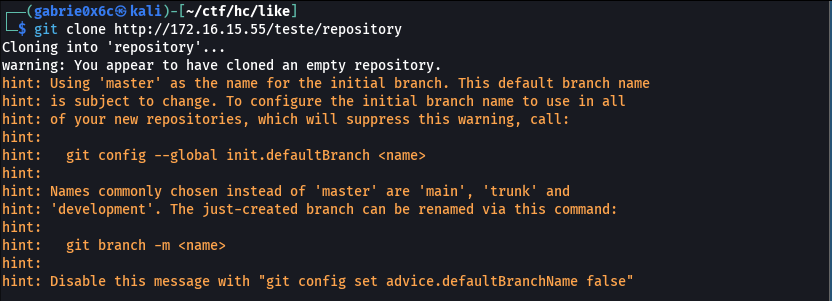 (gabrie0x6c㉿kali)-[~/ctf/hc/like]
$ git clone http://172.16.15.55/teste/repository
Cloning into 'repository'...
warning: You appear to have cloned an empty repository.
hint: Using 'master' as the name for the initial branch. This default branch name
hint: is subject to change. To configure the initial branch name to use in all
hint: of your new repositories, which will suppress this warning, call:
hint:
hint:   git config --global init.defaultBranch <name>
hint:
hint: Names commonly chosen instead of 'master' are 'main', 'trunk' and
hint: 'development'. The just-created branch can be renamed via this command:
hint:
hint:   git branch -m <name>
hint:
hint: Disable this message with "git config set advice.defaultBranchName false"